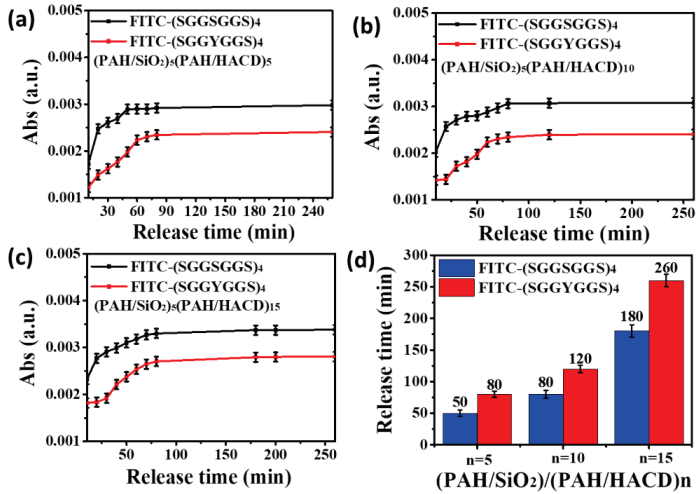 (a)
0.005
0.004
0.003
0.002
0.001
Abs (a.u.)
FITC-(SGGSGGS)4
FITC-(SGGYGGS)4
(PAH/SiO2)5(PAH/HACD)5
30 60 90 120 150 180 210 240
Release time (min)
(b)
0.005
0.004
0.003
0.002
0.001
Abs (a.u.)
FITC-(SGGSGGS)4
FITC-(SGGYGGS)4
(PAH/SiO2)5(PAH/HACD)10
50 100 150 200 250
Release time (min)
(c)
0.005
0.004
0.003
0.002
0.001
Abs (a.u.)
FITC-(SGGSGGS)4
FITC-(SGGYGGS)4
(PAH/SiO2)5(PAH/HACD)15
50 100 150 200 250
Release time (min)
(d)
300
250
200
150
100
50
0
Release time (min)
FITC-(SGGSGGS)4
FITC-(SGGYGGS)4
50 80 80 120 180 260
n=5 n=10 n=15
(PAH/SiO2)/(PAH/HACD)n